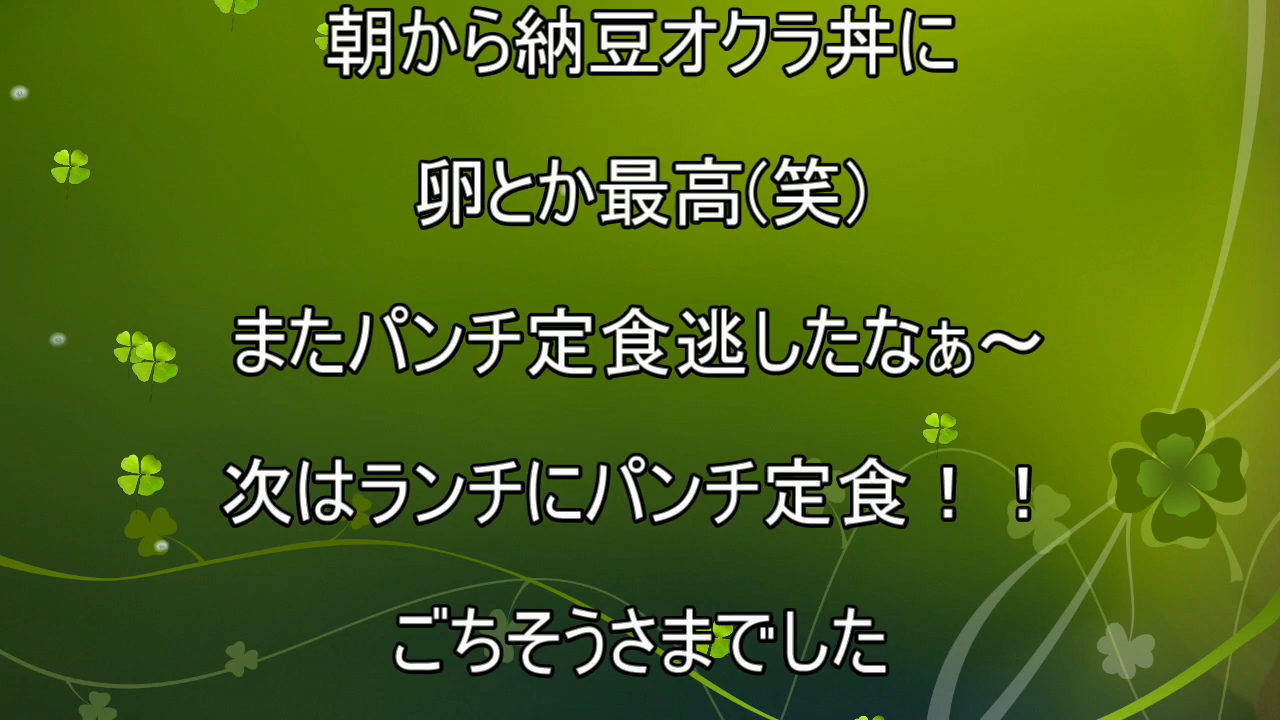 朝から納豆オクラ丼に
卵とか最高(笑)
またパンチ定食逃したなぁ～
次はランチにパンチ定食！！
ごちそうさまでした